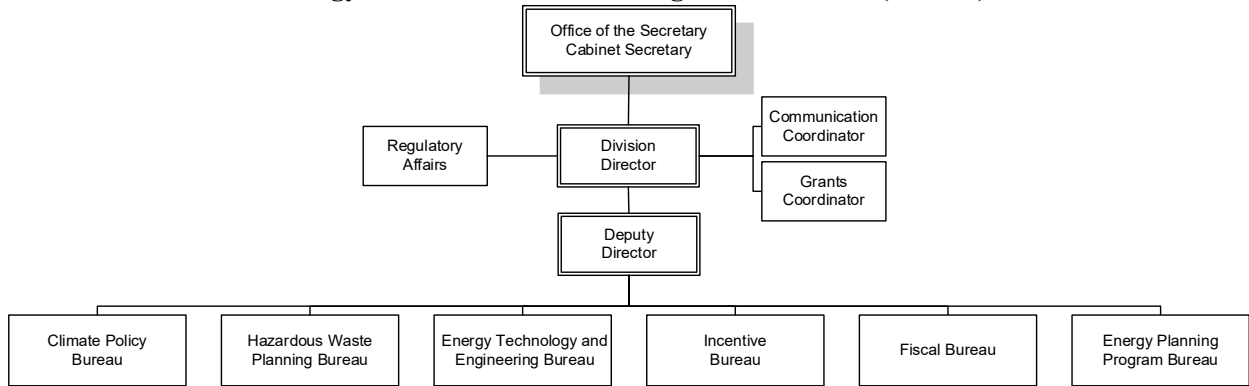 Office of the Secretary
Cabinet Secretary
Regulatory
Affairs
Division
Director
Communication
Coordinator
Grants
Coordinator
Deputy
Director
Climate Policy
Bureau
Hazardous Waste
Planning Bureau
Energy Technology and
Engineering Bureau
Incentive
Bureau
Fiscal Bureau
Energy Planning
Program Bureau